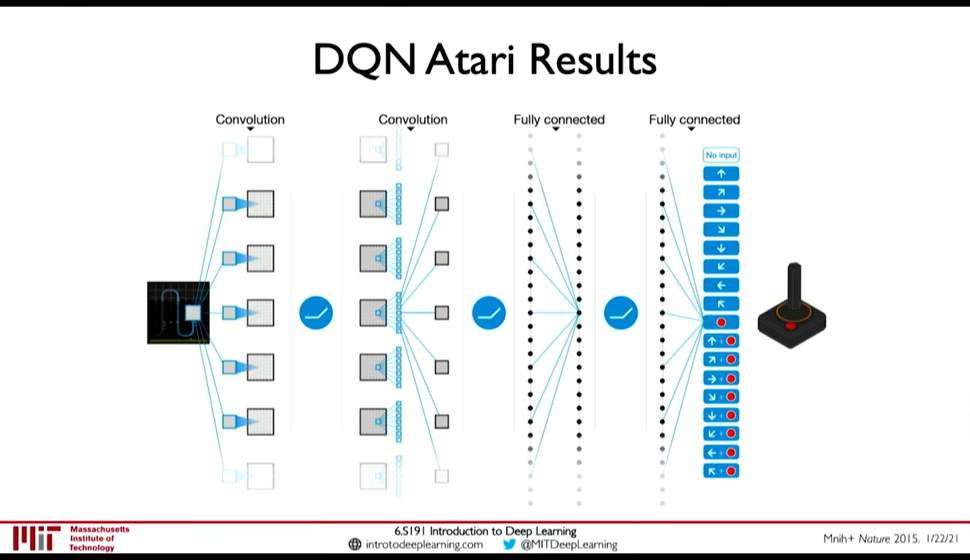 DQN Atari Results
Convolution
Convolution
Fully connected
Fully connected
No input
Massachusetts
Institute of
Technology
6.S191 Introduction to Deep Learning
introtodeeplearning.com
@MITDeepLearning
Mnih+ Nature 2015. 1/22/21